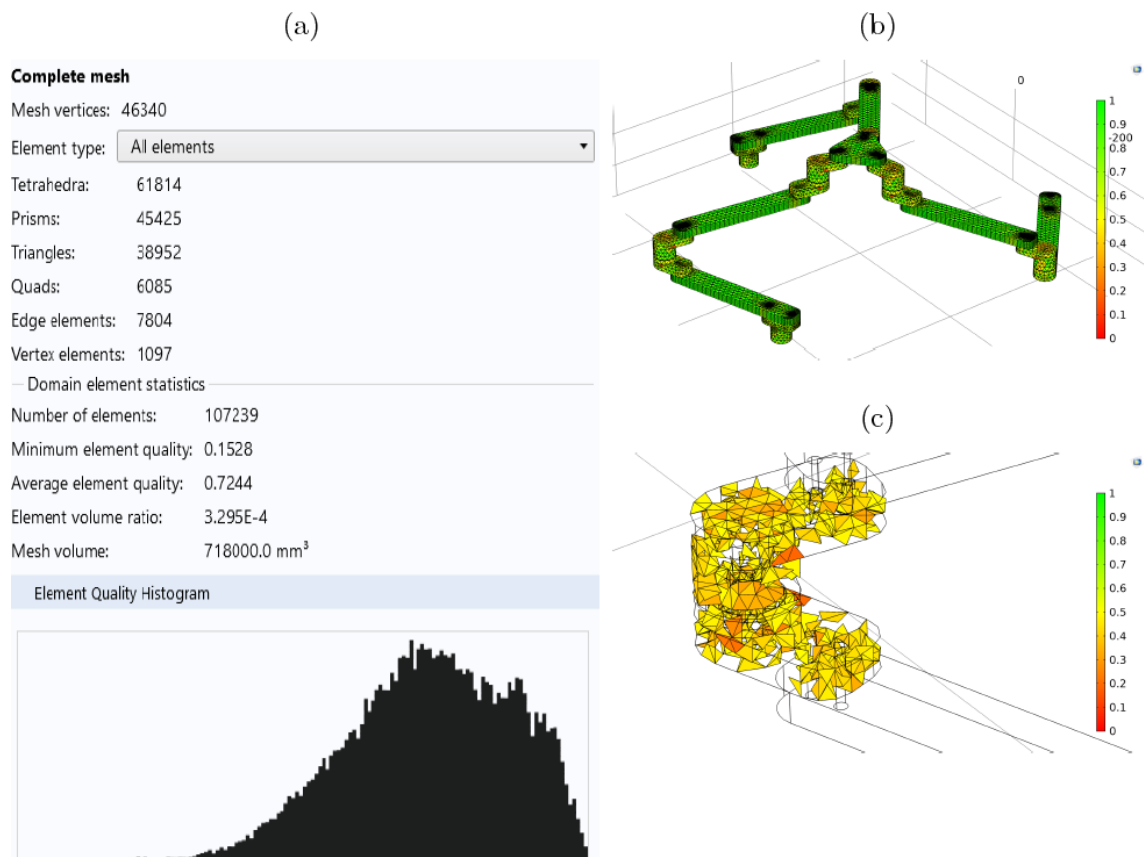 (a)
Complete mesh
Mesh vertices: 46340
Element type: All elements
Tetrahedra: 61814
Prisms: 45425
Triangles: 38952
Quads: 6085
Edge elements: 7804
Vertex elements: 1097
Domain element statistics
Number of elements: 107239
Minimum element quality: 0.1528
Average element quality: 0.7244
Element volume ratio: 3.295E-4
Mesh volume: 718000.0 mm³
Element Quality Histogram
(b)
0
1
0.9
-200
0.8
0.7
0.6
0.5
0.4
0.3
0.2
0.1
0
(c)
1
0.9
0.8
0.7
0.6
0.5
0.4
0.3
0.2
0.1
0